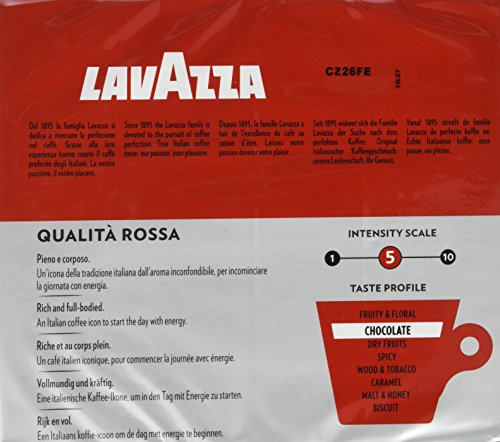 LAVAZZA
CZ26FE
10:27
Dal 1895 la famiglia Lavazza si
dedica a ricercare la perfezione
nel caffè. Grazie alla loro
esperienza hanno creato il caffè
preferito degli Italiani. La nostra
passione, il vostro piacere.
Since 1895 the Lavazza family is
devoted to the pursuit of coffee
perfection. True Italian coffee
taste: our passion, your pleasure.
Depuis 1895, la famille Lavazza a
fait de l'excellence du café sa
raison d'être. Laissez notre
passion devenir votre plaisir.
Seit 1895 widmet sich die Familie
Lavazza der Suche nach dem
perfekten Kaffee. Original
italienischer Kaffeegeschmack:
unsere Leidenschaft, Ihr Genuss.
Vanaf 1895 streeft de familie
Lavazza de perfecte koffie na.
Echte Italiaanse koffie: onze
passie, uw plezier.
QUALITÀ ROSSA
Pieno e corposo.
Un'icona della tradizione italiana dall'aroma inconfondibile, per incominciare
la giornata con energia.
Rich and full-bodied.
An Italian coffee icon to start the day with energy.
Riche et au corps plein.
Un café italien iconique, pour commencer la journée avec énergie.
Vollmundig und kräftig.
Eine italienische Kaffee-Ikone, um in den Tag mit Energie zu starten.
Rijk en vol.
Een Italiaans koffie-icoon om de dag met energie te beginnen.
INTENSITY SCALE
1 5 10
TASTE PROFILE
FRUITY & FLORAL
CHOCOLATE
DRY FRUITS
SPICY
WOOD & TOBACCO
CARAMEL
MALT & HONEY
BISCUIT